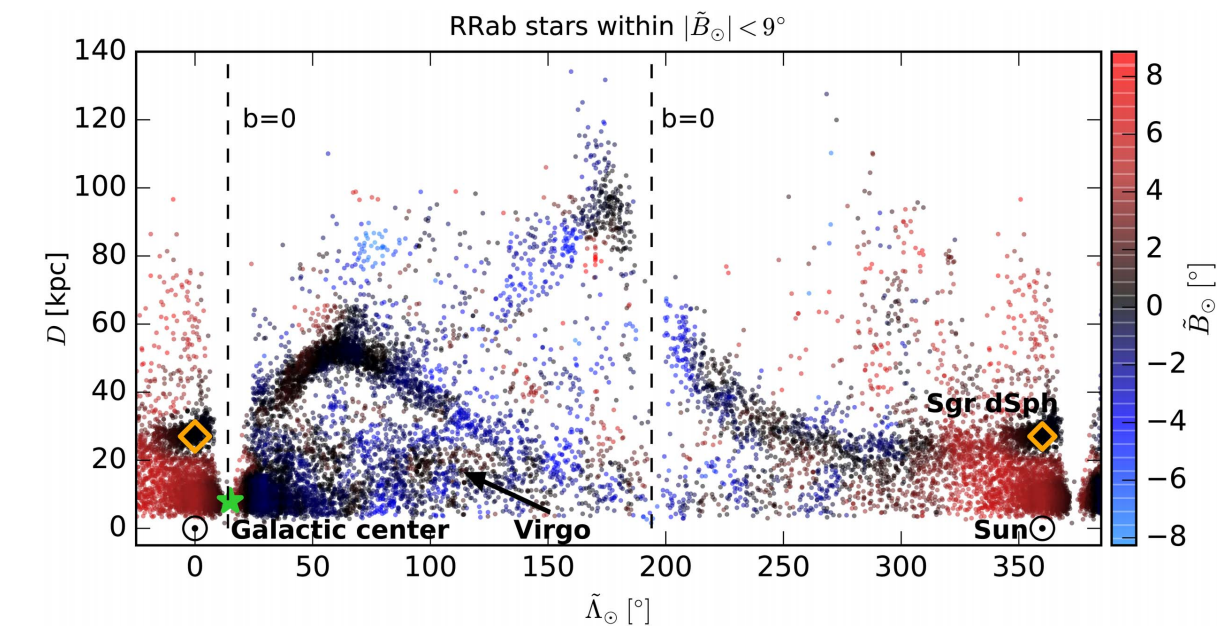 RRab stars within |B̃⊙| < 9°
140
120
100
80
60
40
20
0
D [kpc]
b=0
b=0
Sgr dSph
Galactic center
Virgo
Sun
0
50
100
150
200
250
300
350
Λ̃⊙ [°]
8
6
4
2
0
−2
−4
−6
−8
B̃⊙ [°]